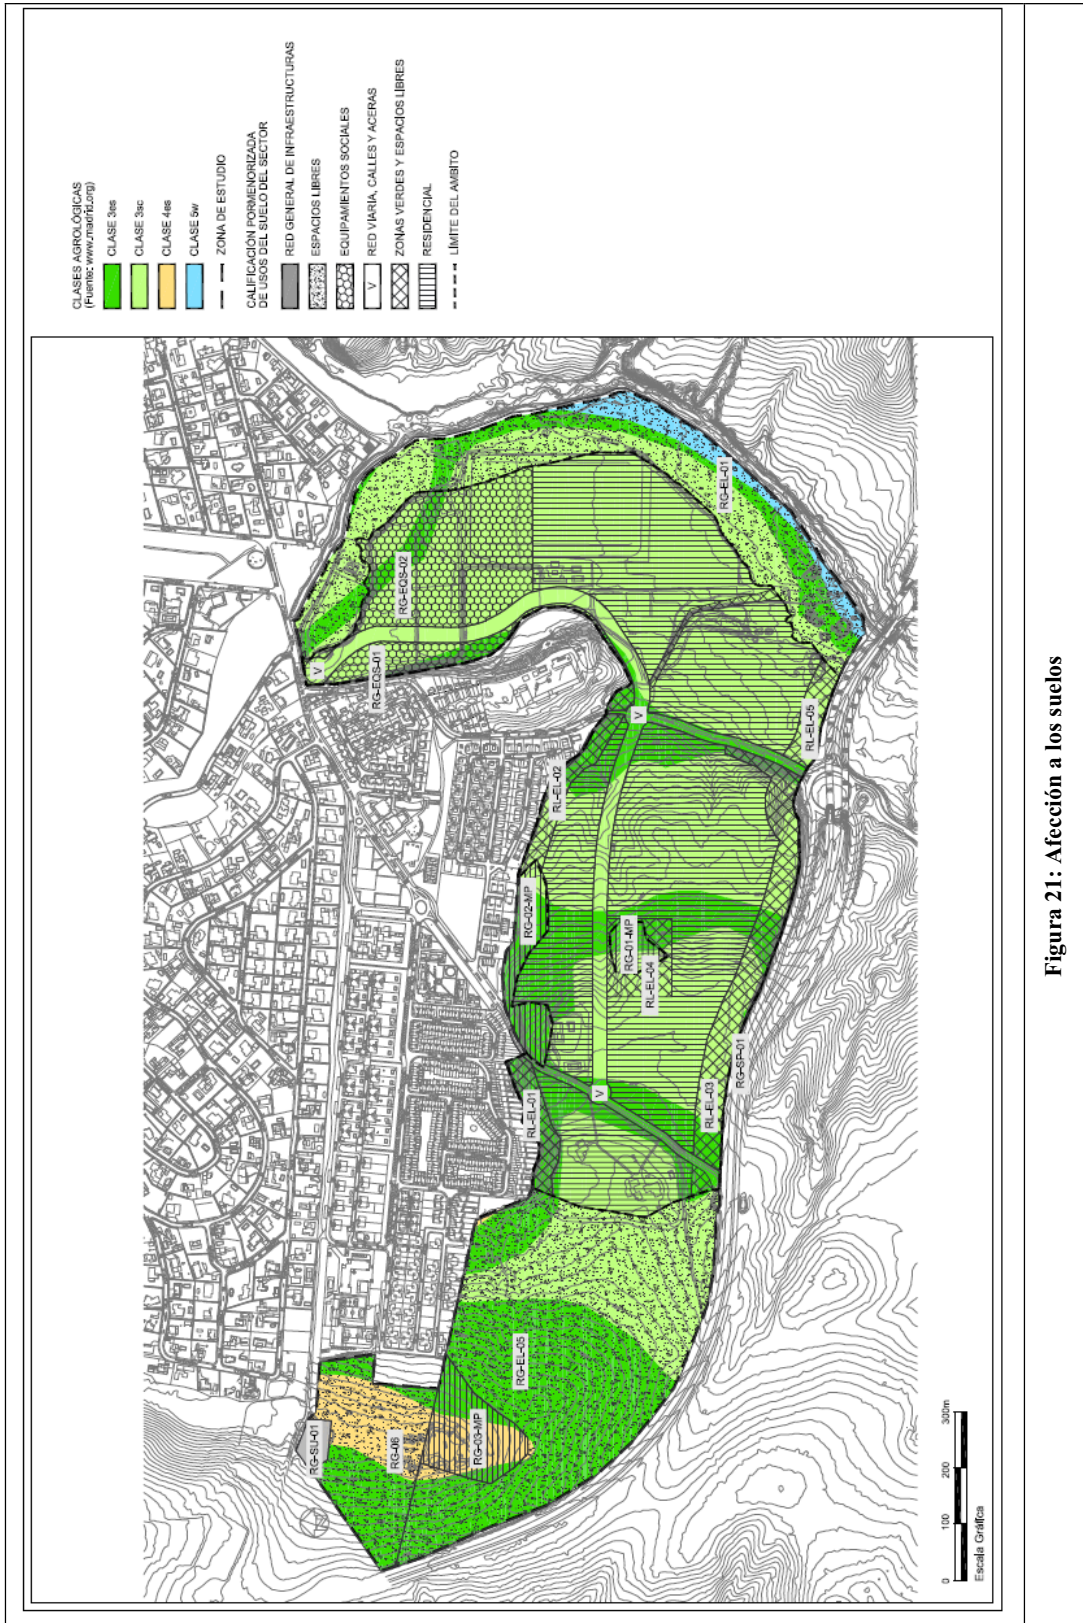 CLASES AGROLÓGICAS
(Fuente: www.madrid.org)
CLASE 3es
CLASE 3sc
CLASE 4es
CLASE 5w
ZONA DE ESTUDIO
CALIFICACIÓN PORMENORIZADA
DE USOS DEL SUELO DEL SECTOR
RED GENERAL DE INFRAESTRUCTURAS
ESPACIOS LIBRES
EQUIPAMIENTOS SOCIALES
V
RED VIARIA, CALLES Y ACERAS
ZONAS VERDES Y ESPACIOS LIBRES
RESIDENCIAL
LÍMITE DEL AMBITO
RG-SU-01
RG-06
RG-03-MP
RG-EL-05
RL-EL-01
V
RL-EL-03
RG-SP-01
RG-02-MP
RG-01-MP
RL-EL-04
RL-EL-02
V
RL-EL-05
RG-EQS-01
V
RG-EQS-02
RG-EL-01
0
100
200
300m
Escala Gráfica
Figura 21: Afección a los suelos